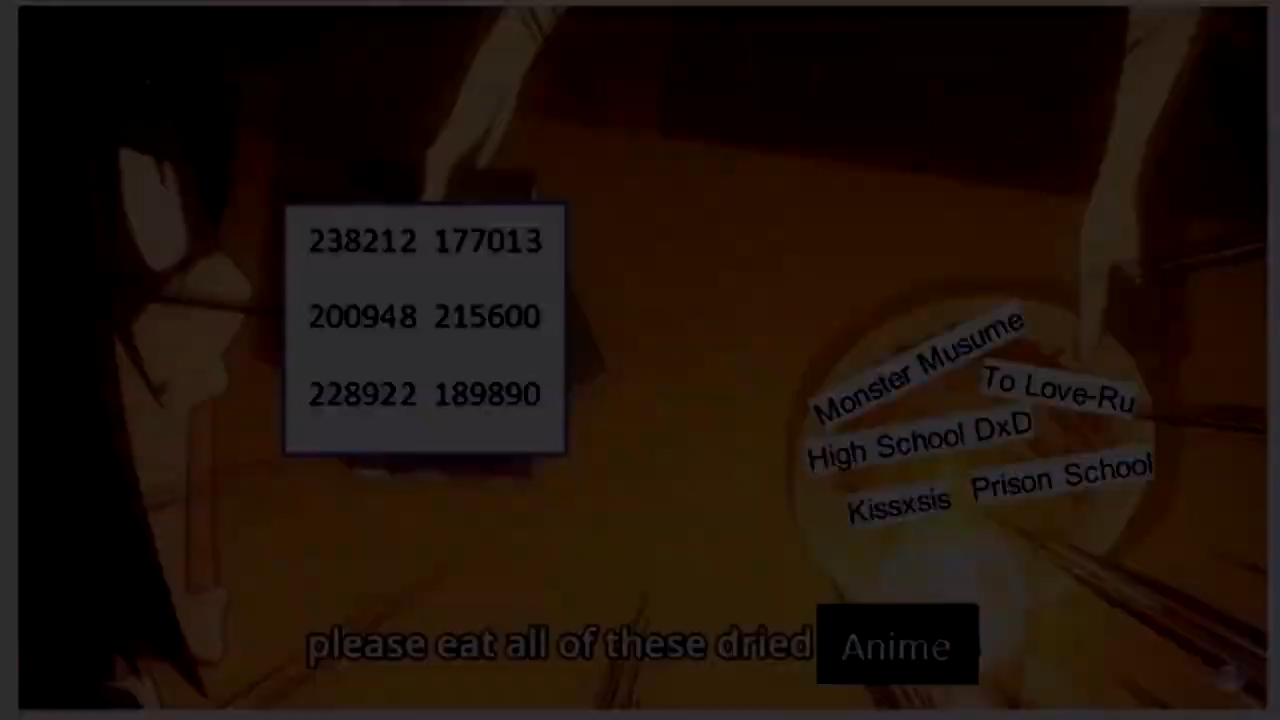 238212 177013
200948 215600
228922 189890
Monster Musume
To Love-Ru
High School DxD
Kissxsis
Prison School
please eat all of these dried Anime